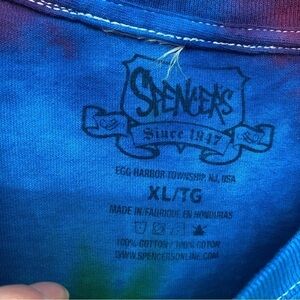 SPENCER'S
Since 1947
EGG HARBOR TOWNSHIP, NJ, USA
XL/TG
MADE IN/FABRIQUE EN HONDURAS
100% COTTON / 100% COTON
WWW.SPENCERSONLINE.COM